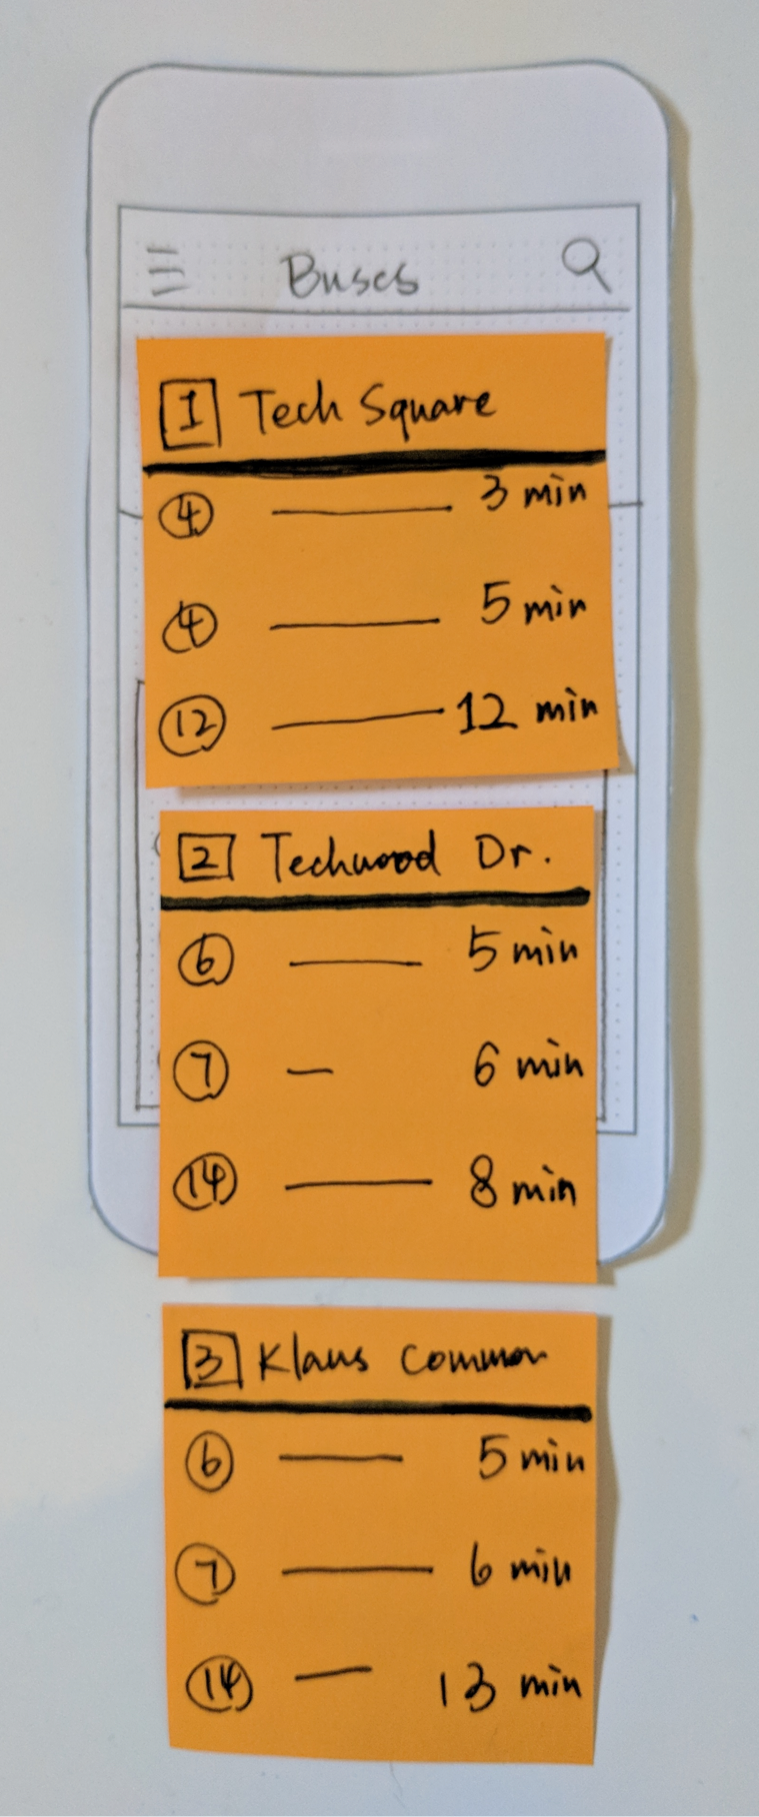 Buses
1 Tech Square
4 3 min
4 5 min
12 12 min
2 Techwood Dr.
6 5 min
7 6 min
14 8 min
3 Klaus Common
6 5 min
7 6 min
14 13 min